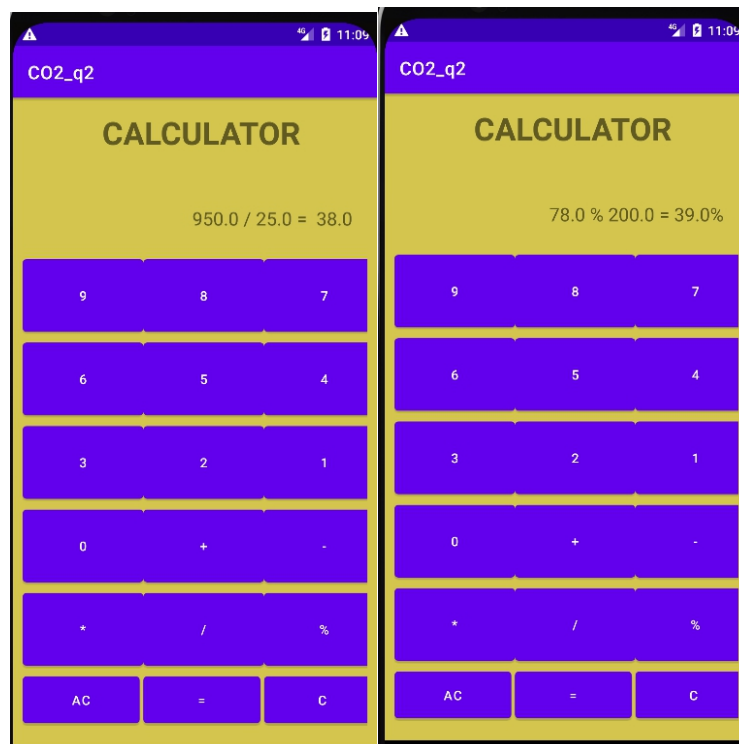 4G 11:09
CO2_q2
CALCULATOR
950.0 / 25.0 = 38.0
9 8 7
6 5 4
3 2 1
0 + -
* / %
AC = C
4G 11:09
CO2_q2
CALCULATOR
78.0 % 200.0 = 39.0%
9 8 7
6 5 4
3 2 1
0 + -
* / %
AC = C